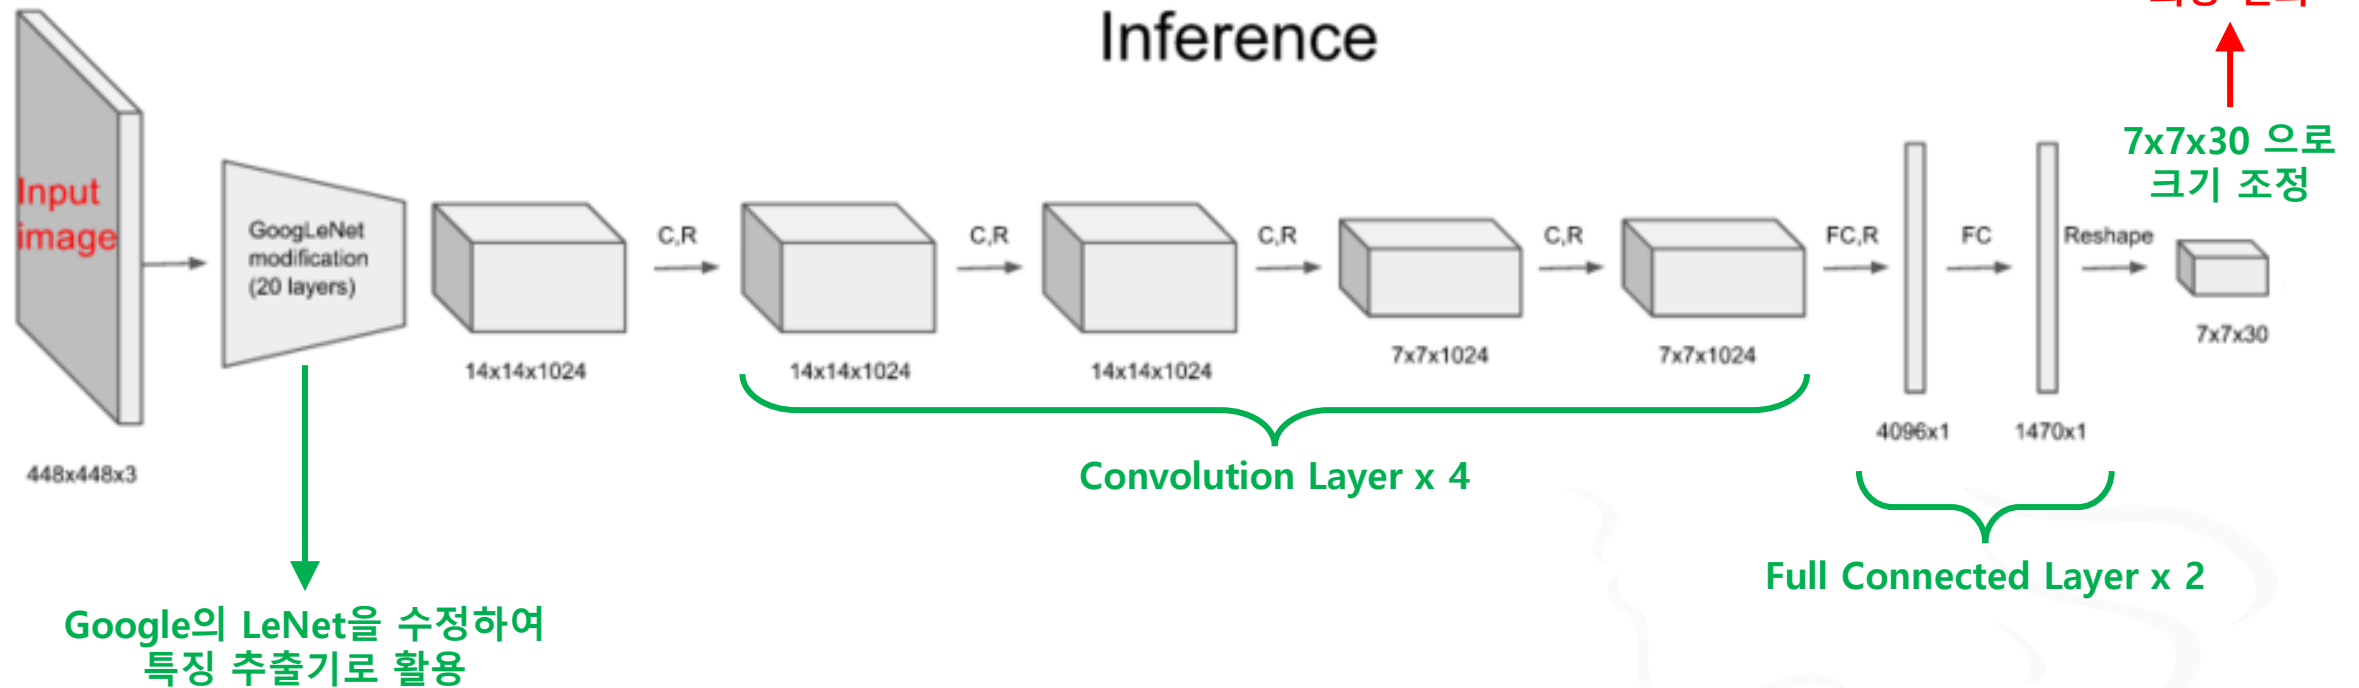 Inference
7x7x30 으로
크기 조정
Input
image
GoogLeNet
modification
(20 layers)
C,R
C,R
C,R
C,R
FC,R
FC
Reshape
448x448x3
14x14x1024
14x14x1024
14x14x1024
7x7x1024
7x7x1024
4096x1
1470x1
7x7x30
Convolution Layer x 4
Full Connected Layer x 2
Google의 LeNet을 수정하여
특징 추출기로 활용